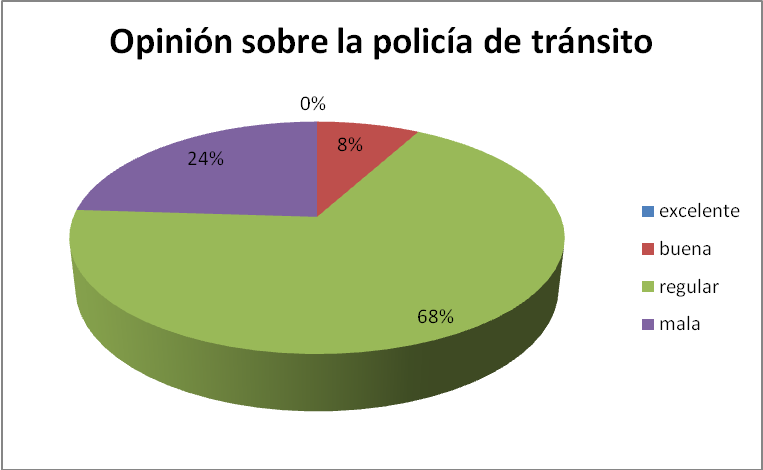 Opinión sobre la policía de tránsito
0%
8%
24%
68%
excelente
buena
regular
mala